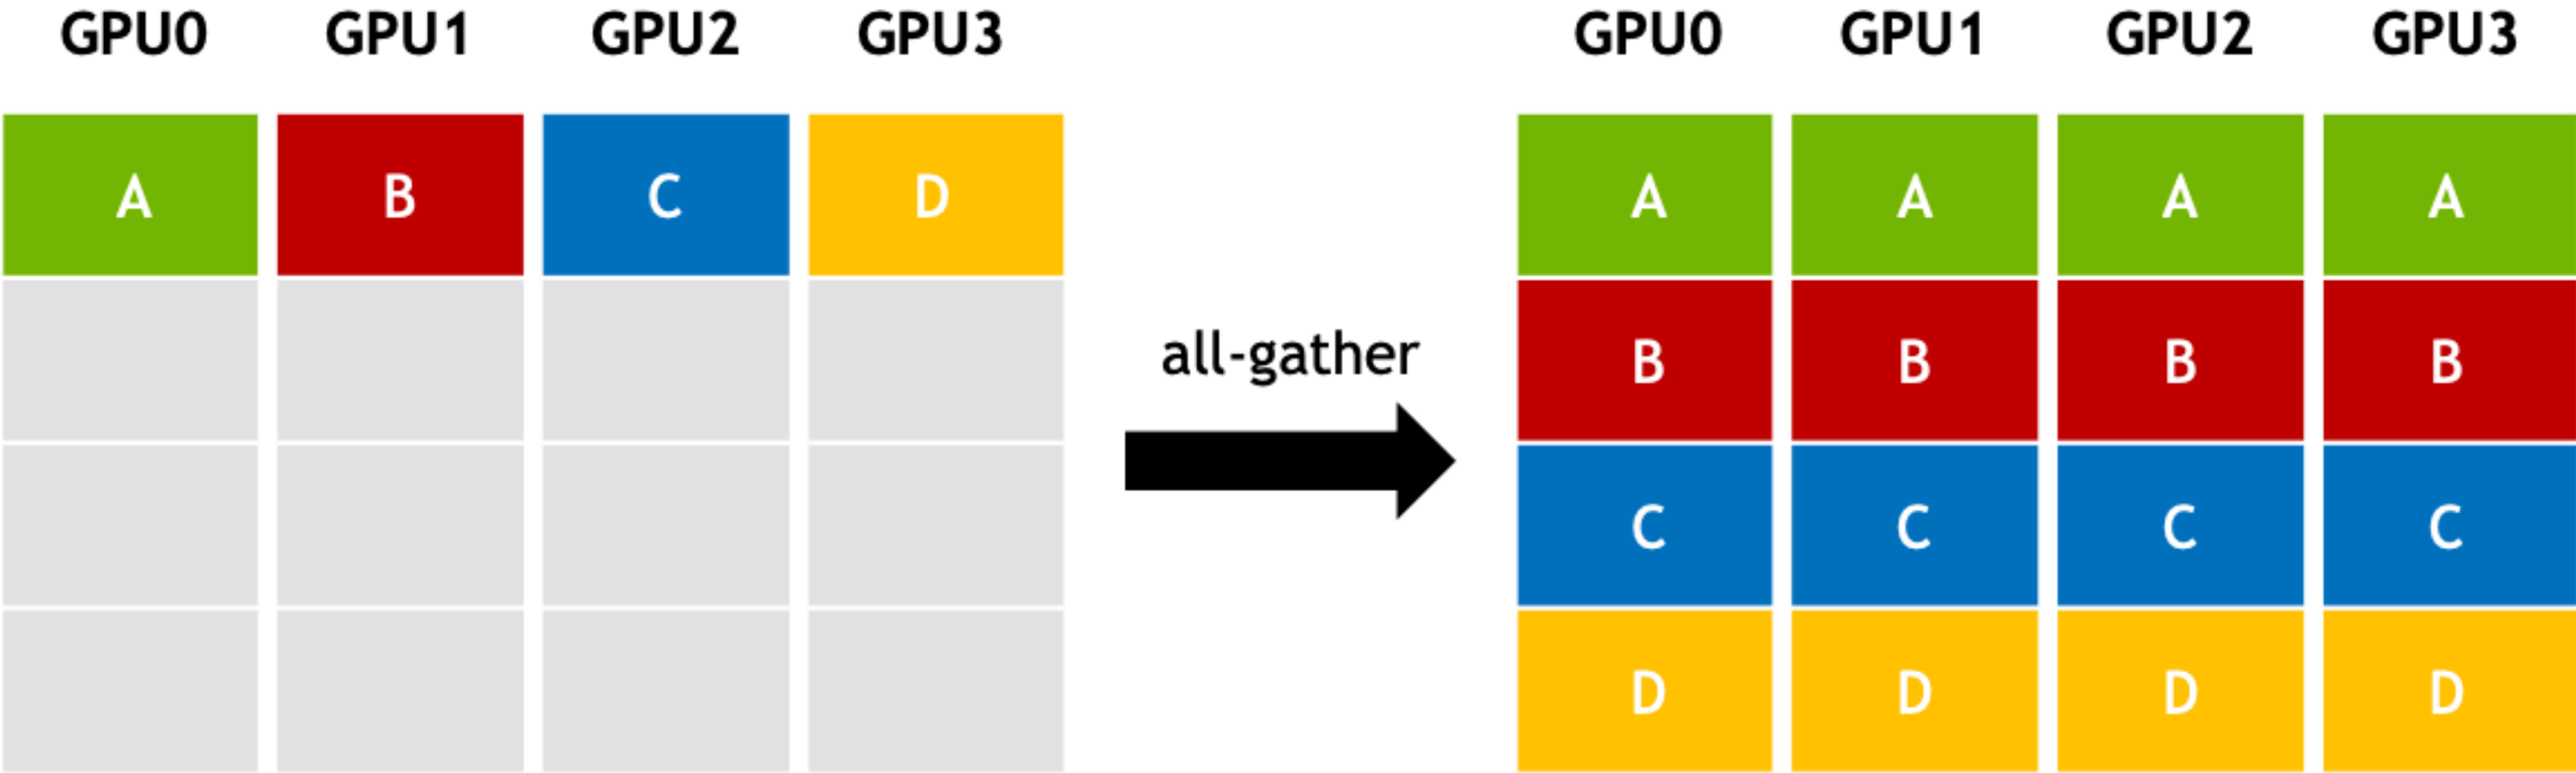 GPU0 GPU1 GPU2 GPU3
A B C D
all-gather
GPU0 GPU1 GPU2 GPU3
A A A A
B B B B
C C C C
D D D D